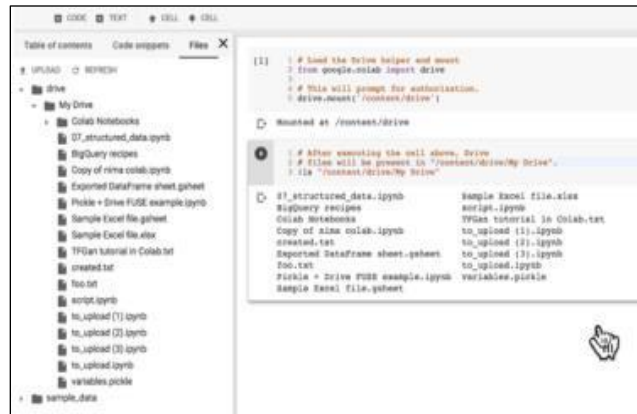 CODE TEXT CELL CELL
Table of contents Code snippets Files X
UPLOAD REFRESH
drive
My Drive
Colab Notebooks
07_structured_data.ipynb
BigQuery recipes
Copy of nima colab.ipynb
Exported DataFrame sheet.gsheet
Pickle + Drive FUSE example.ipynb
Sample Excel file.gsheet
Sample Excel file.xlsx
TFGan tutorial in Colab.txt
created.txt
foo.txt
script.ipynb
to_upload (1).ipynb
to_upload (2).ipynb
to_upload (3).ipynb
to_upload.ipynb
variables.pickle
sample_data
[1] 1 # Load the Drive helper and mount
2 from google.colab import drive
3
4 # This will prompt for authorization.
5 drive.mount('/content/drive')
Mounted at /content/drive
1 # After executing the cell above, Drive
2 # files will be present in "/content/drive/My Drive".
3 !ls "/content/drive/My Drive"
07_structured_data.ipynb Sample Excel file.xlsx
BigQuery recipes script.ipynb
Colab Notebooks TFGan tutorial in Colab.txt
Copy of nima colab.ipynb to_upload (1).ipynb
created.txt to_upload (2).ipynb
Exported DataFrame sheet.gsheet to_upload (3).ipynb
foo.txt to_upload.ipynb
Pickle + Drive FUSE example.ipynb variables.pickle
Sample Excel file.gsheet